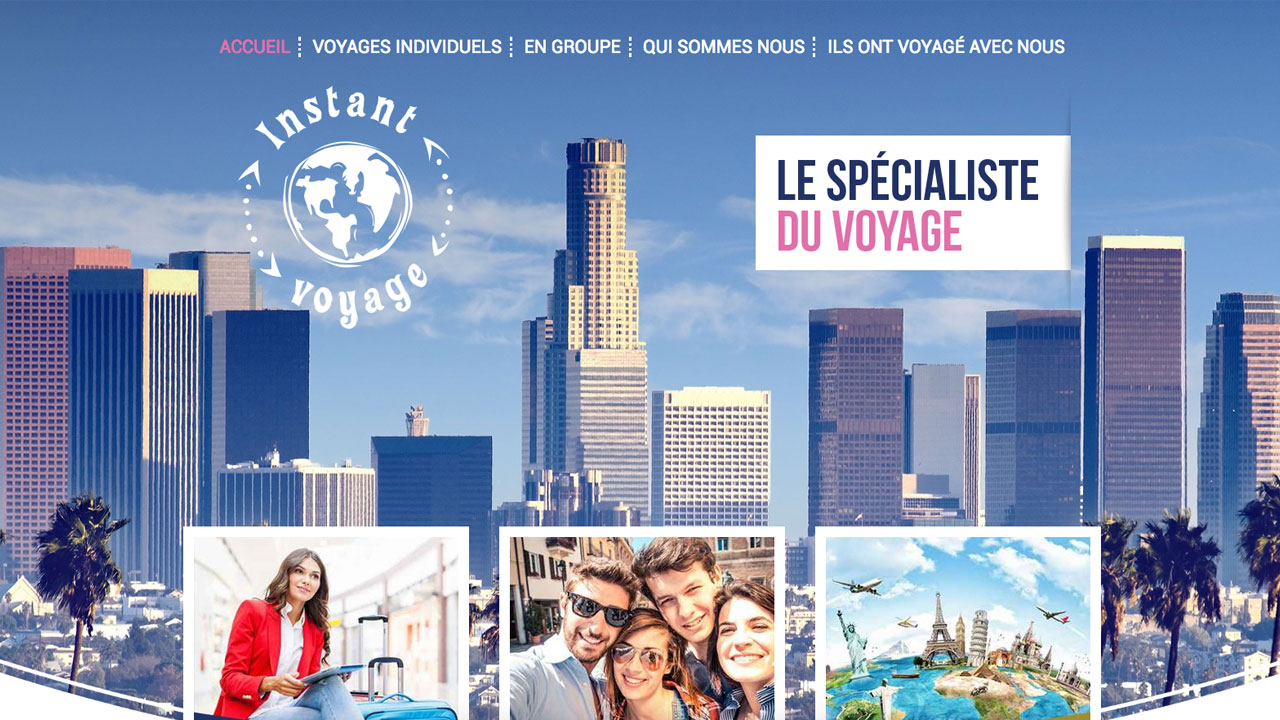 ACCUEIL
VOYAGES INDIVIDUELS
EN GROUPE
QUI SOMMES NOUS
ILS ONT VOYAGÉ AVEC NOUS
Instant
voyage
LE SPÉCIALISTE
DU VOYAGE